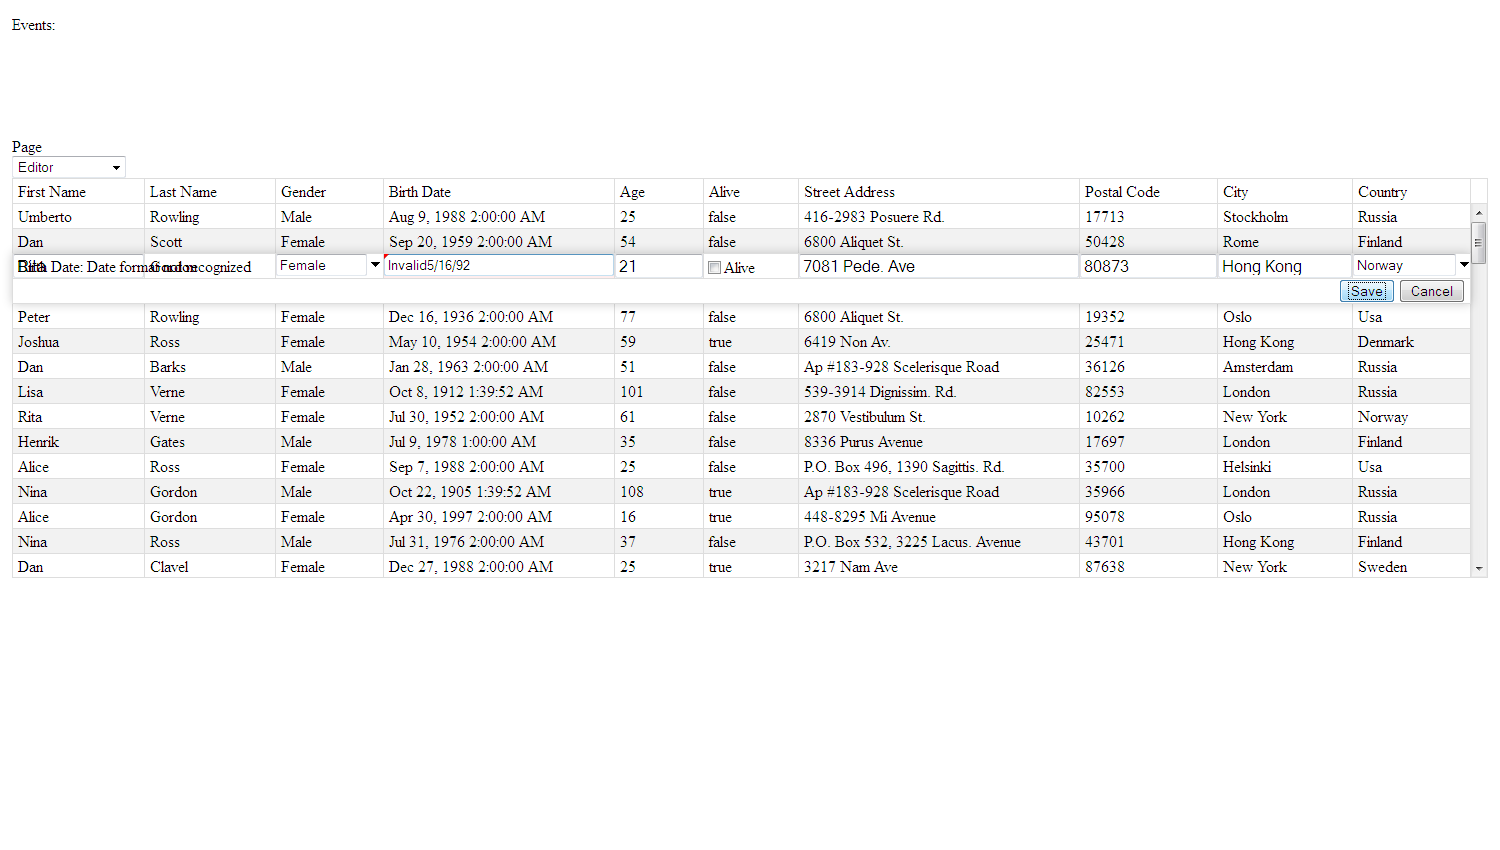 Events:
Page
Editor
First Name Last Name Gender Birth Date Age Alive Street Address Postal Code City Country
Umberto Rowling Male Aug 9, 1988 2:00:00 AM 25 false 416-2983 Posuere Rd. 17713 Stockholm Russia
Dan Scott Female Sep 20, 1959 2:00:00 AM 54 false 6800 Aliquet St. 50428 Rome Finland
Birth Date: Date format not recognized Gordon Female Invalid5/16/92 21 Alive 7081 Pede. Ave 80873 Hong Kong Norway
Save Cancel
Peter Rowling Female Dec 16, 1936 2:00:00 AM 77 false 6800 Aliquet St. 19352 Oslo Usa
Joshua Ross Female May 10, 1954 2:00:00 AM 59 true 6419 Non Av. 25471 Hong Kong Denmark
Dan Barks Male Jan 28, 1963 2:00:00 AM 51 false Ap #183-928 Scelerisque Road 36126 Amsterdam Russia
Lisa Verne Female Oct 8, 1912 1:39:52 AM 101 false 539-3914 Dignissim. Rd. 82553 London Russia
Rita Verne Female Jul 30, 1952 2:00:00 AM 61 false 2870 Vestibulum St. 10262 New York Norway
Henrik Gates Male Jul 9, 1978 1:00:00 AM 35 false 8336 Purus Avenue 17697 London Finland
Alice Ross Female Sep 7, 1988 2:00:00 AM 25 false P.O. Box 496, 1390 Sagittis. Rd. 35700 Helsinki Usa
Nina Gordon Male Oct 22, 1905 1:39:52 AM 108 true Ap #183-928 Scelerisque Road 35966 London Russia
Alice Gordon Female Apr 30, 1997 2:00:00 AM 16 true 448-8295 Mi Avenue 95078 Oslo Russia
Nina Ross Male Jul 31, 1976 2:00:00 AM 37 false P.O. Box 532, 3225 Lacus. Avenue 43701 Hong Kong Finland
Dan Clavel Female Dec 27, 1988 2:00:00 AM 25 true 3217 Nam Ave 87638 New York Sweden